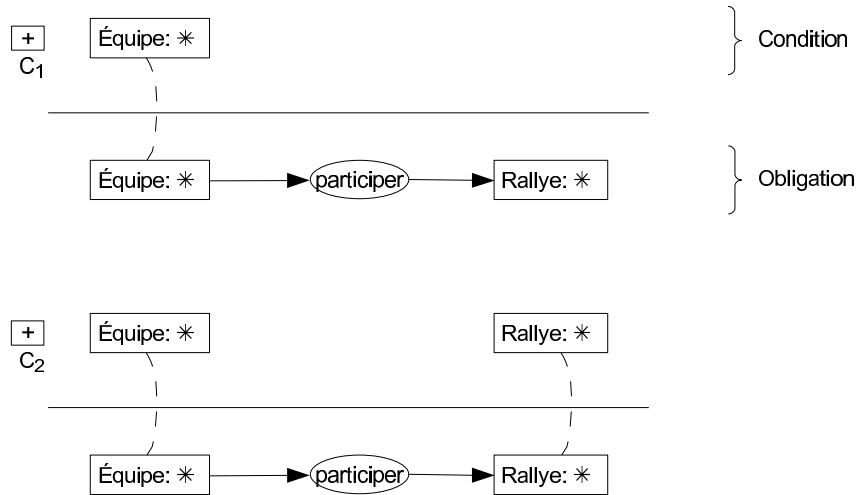 + Équipe: ✳ Condition
C1
Équipe: ✳ participer Rallye: ✳ Obligation
+ Équipe: ✳ Rallye: ✳
C2
Équipe: ✳ participer Rallye: ✳